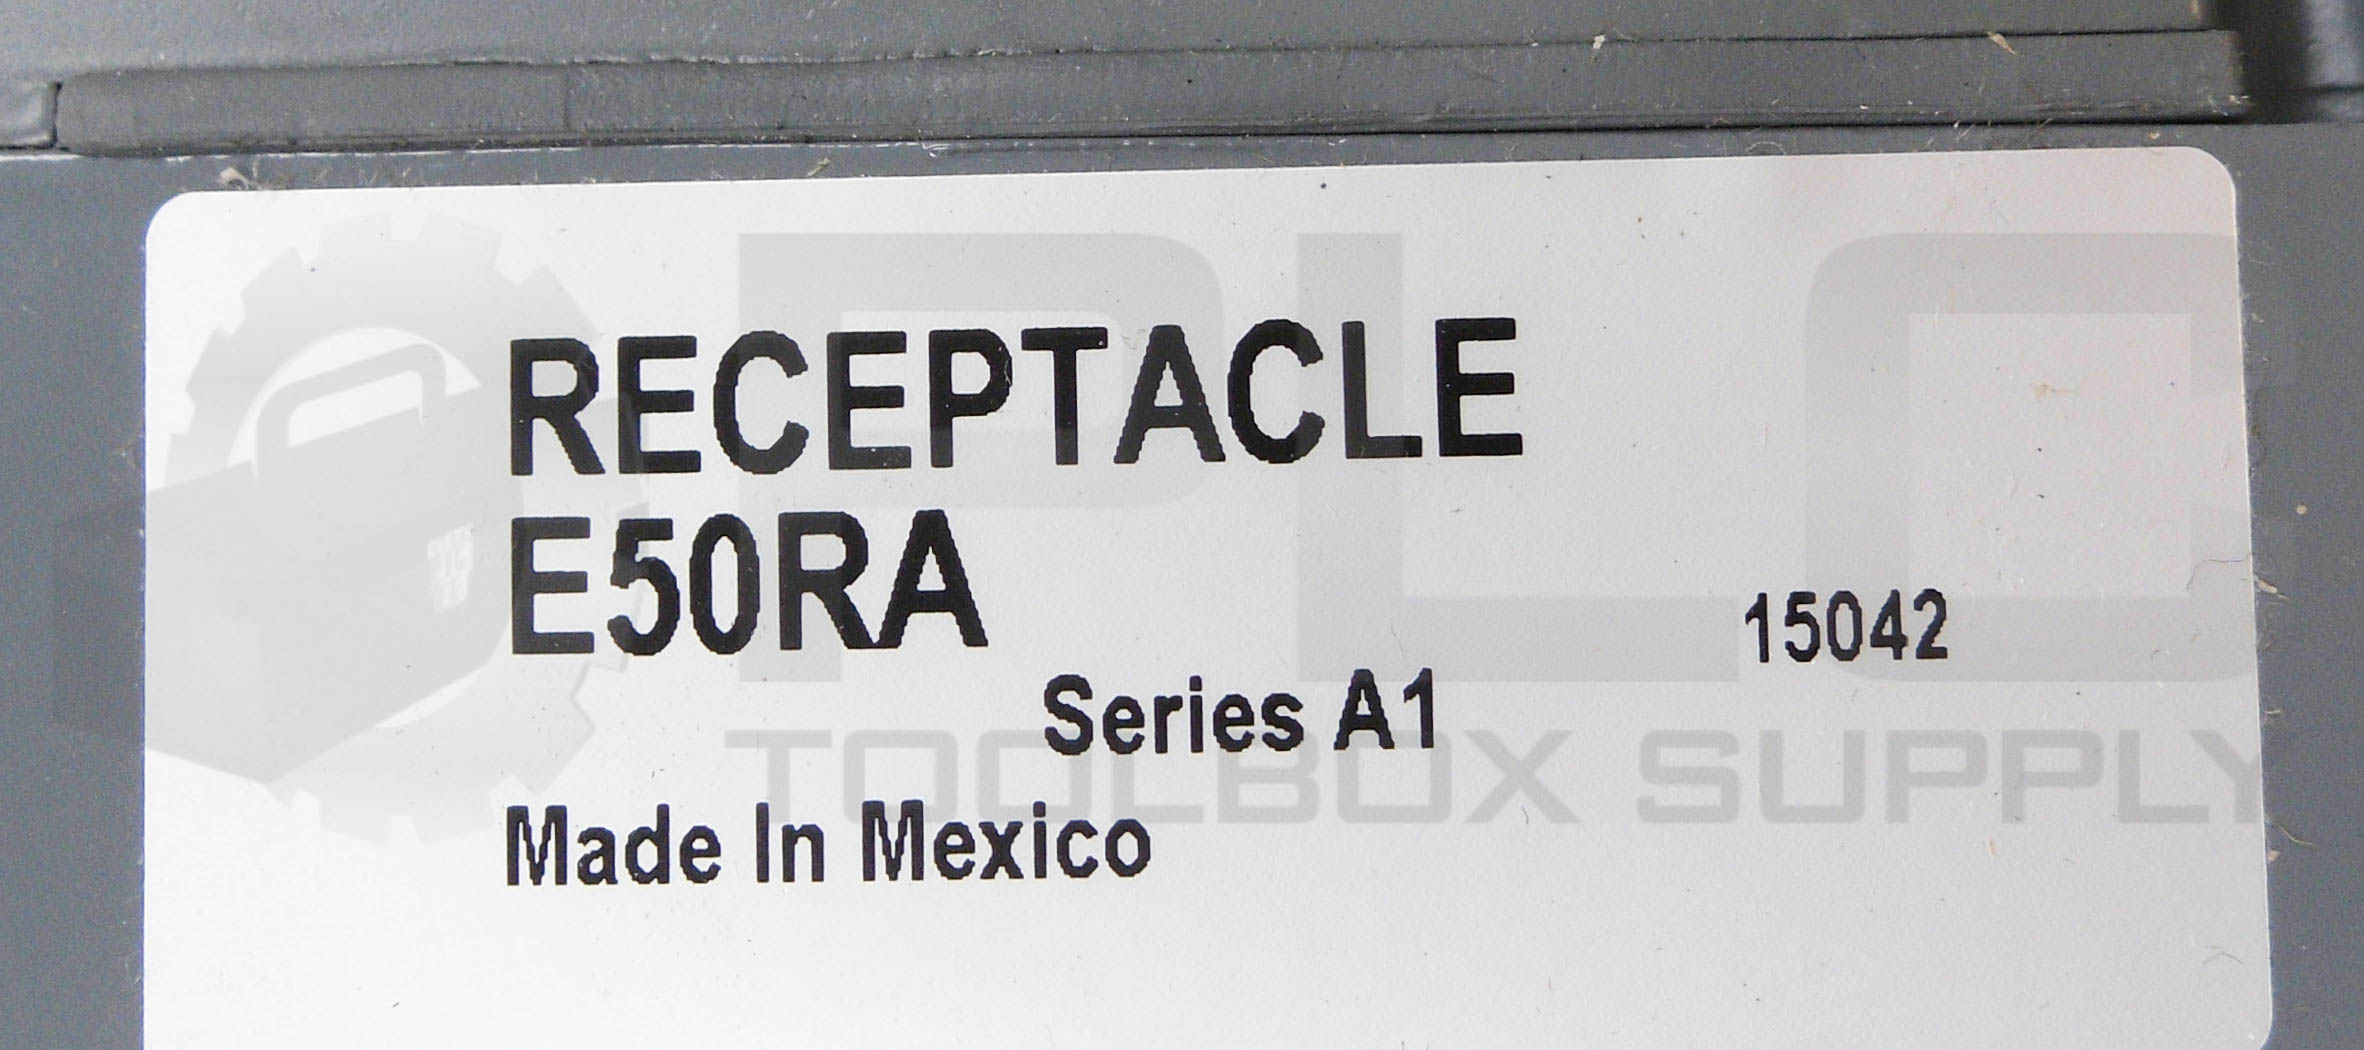 RECEPTACLE
E50RA
15042
Series A1
Made In Mexico
PLC
TOOLBOX SUPPLY